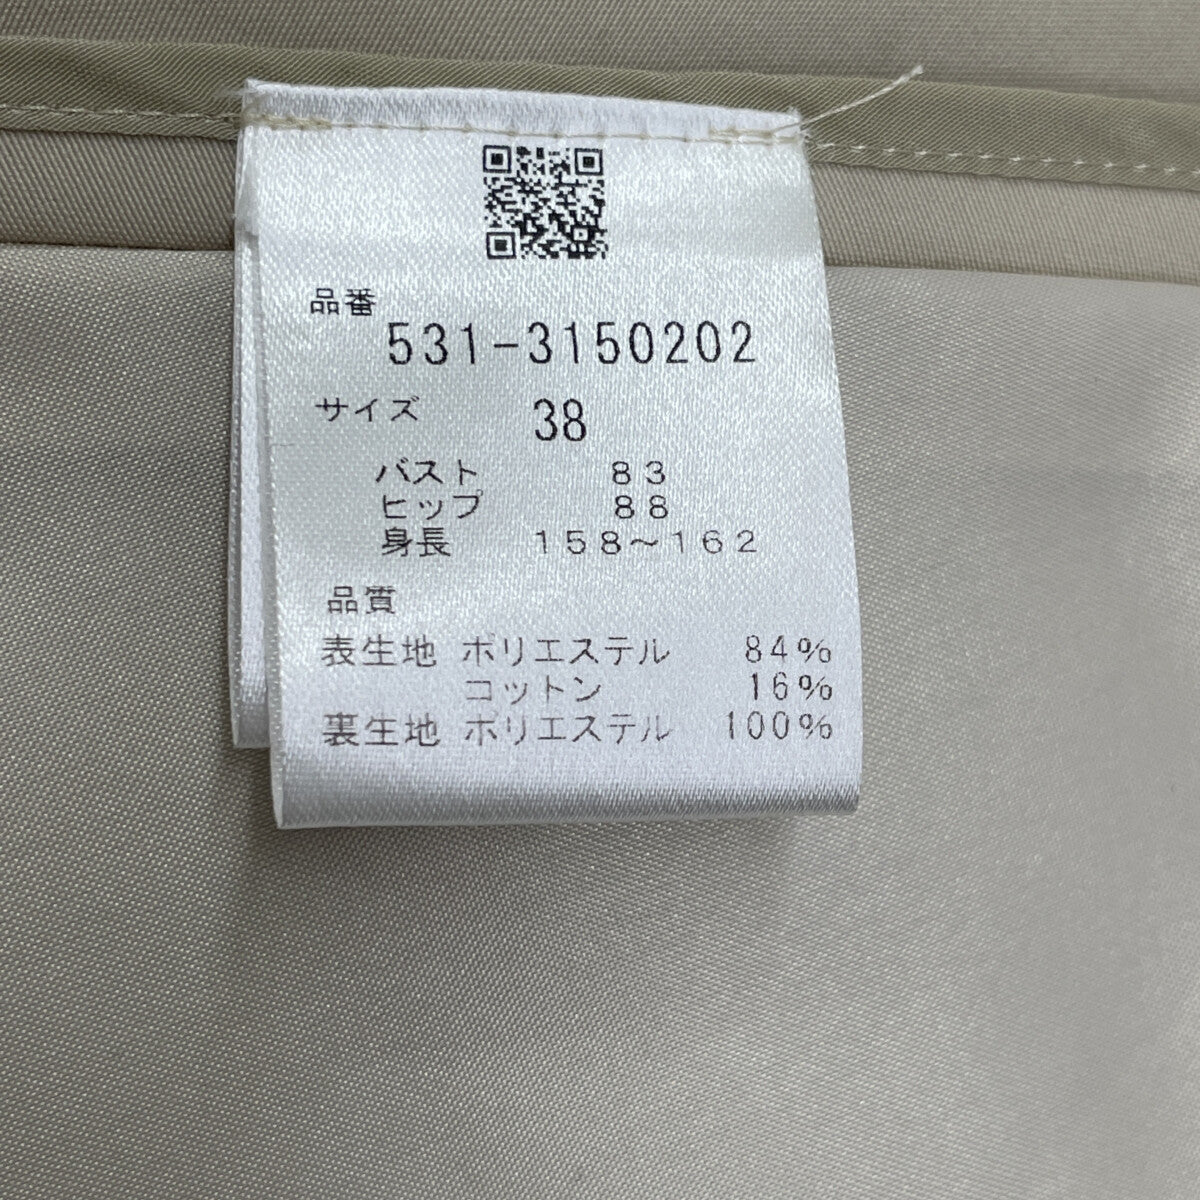 品番
531-3150202
サイズ 38
バスト 83
ヒップ 88
身長 158～162
品質
表生地 ポリエステル 84%
コットン 16%
裏生地 ポリエステル 100%